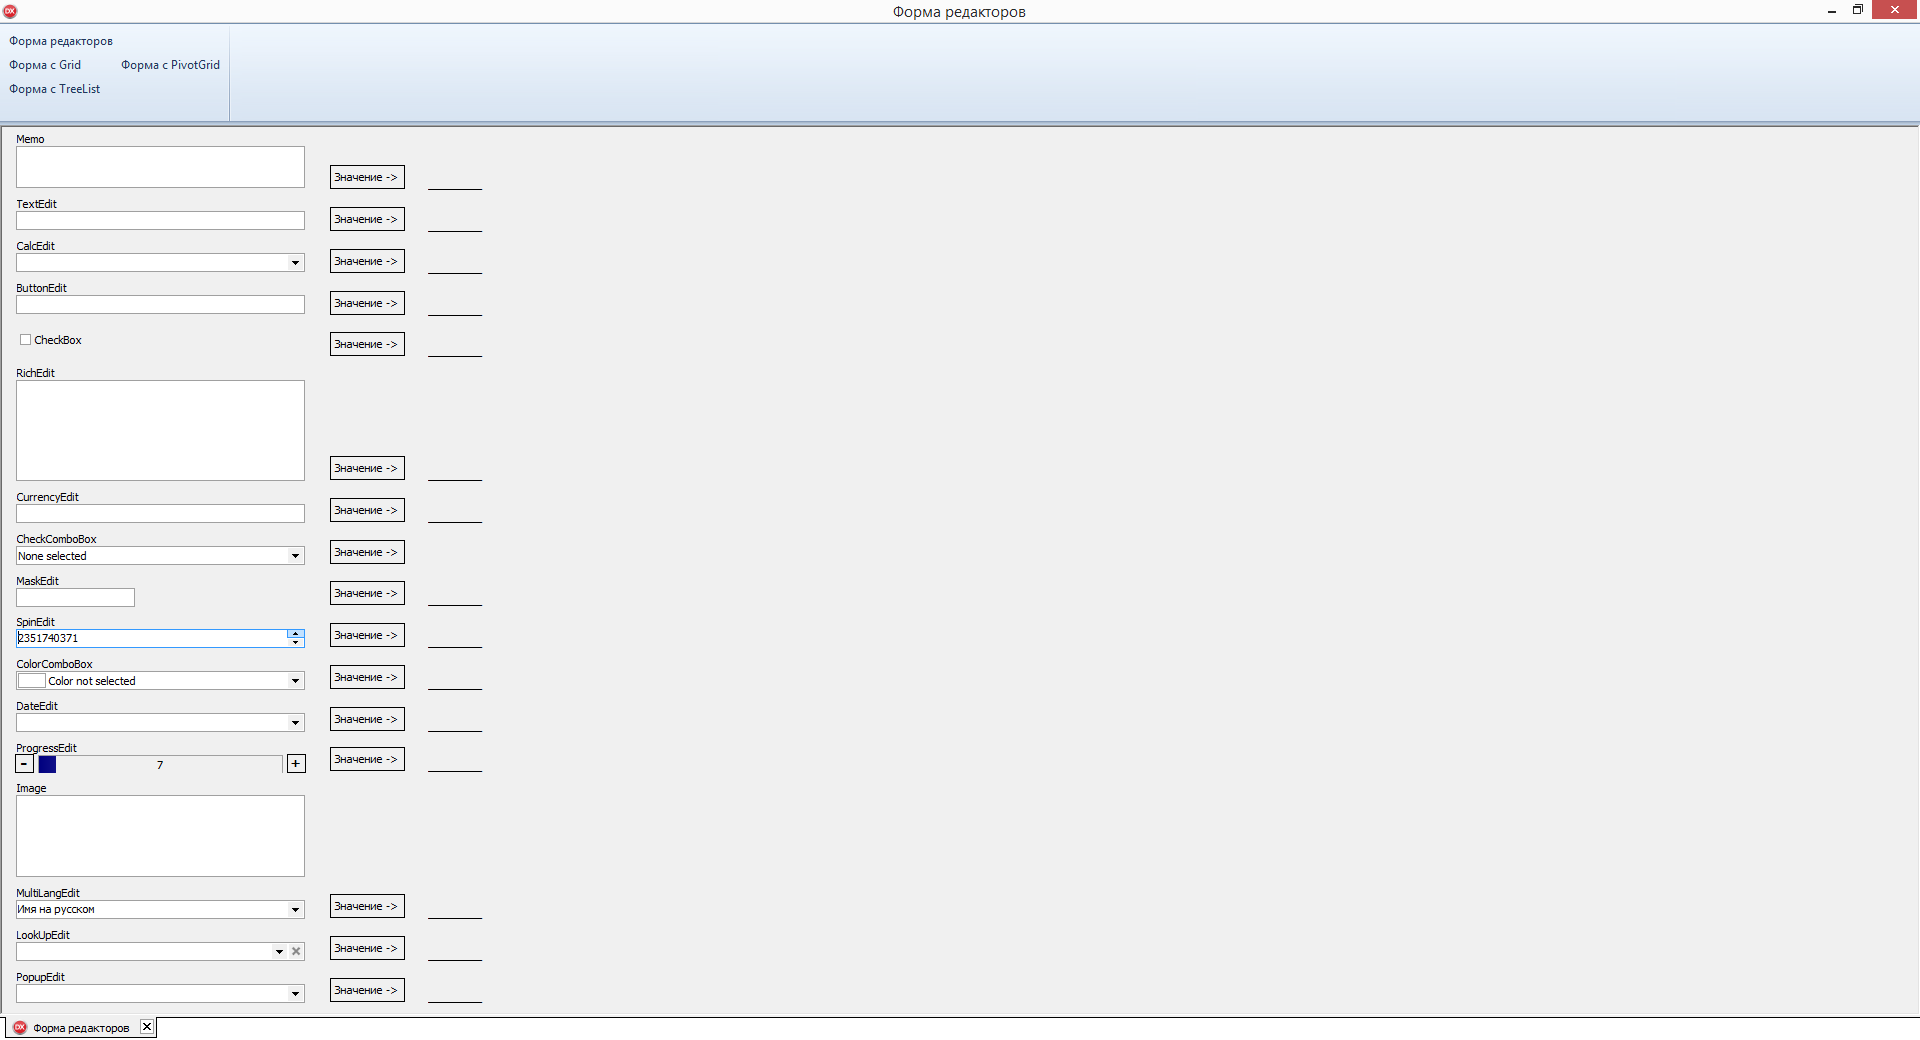 DX Форма редакторов
Форма редакторов
Форма с Grid Форма с PivotGrid
Форма с TreeList
Memo
Значение ->
TextEdit
Значение ->
CalcEdit
Значение ->
ButtonEdit
Значение ->
CheckBox
Значение ->
RichEdit
Значение ->
CurrencyEdit
Значение ->
CheckComboBox
None selected
Значение ->
MaskEdit
Значение ->
SpinEdit
2351740371
Значение ->
ColorComboBox
Color not selected
Значение ->
DateEdit
Значение ->
ProgressEdit
- 7 +
Значение ->
Image
MultiLangEdit
Имя на русском
Значение ->
LookUpEdit
Значение ->
PopupEdit
Значение ->
DX Форма редакторов